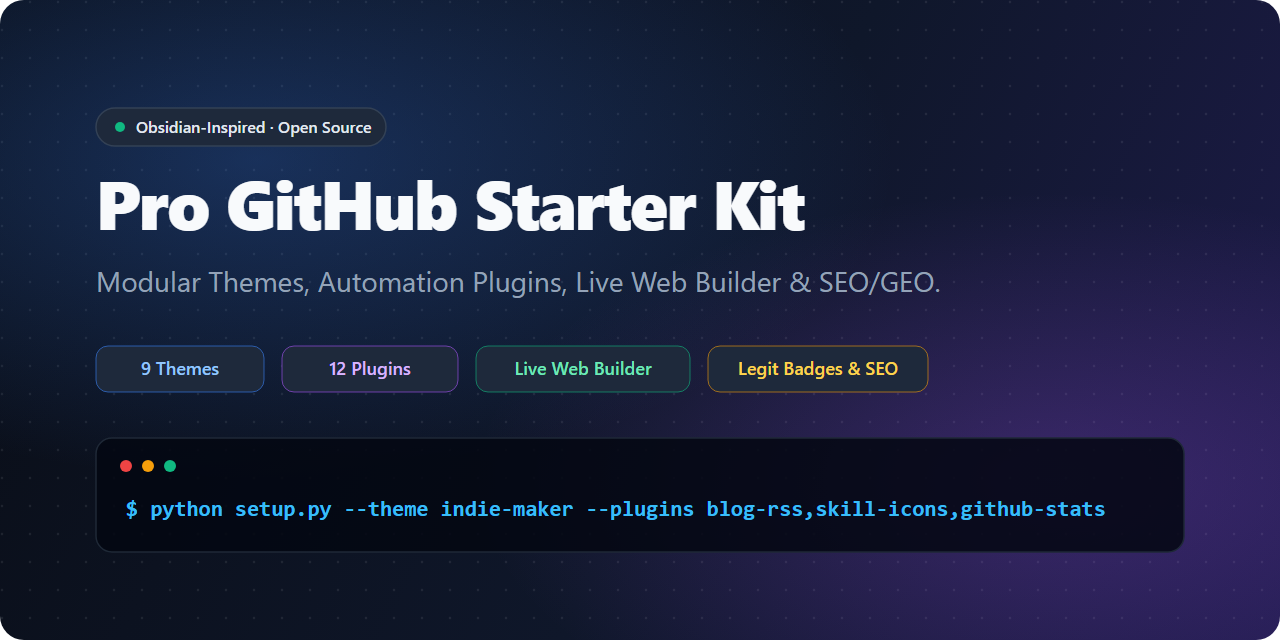 Obsidian-Inspired · Open Source
Pro GitHub Starter Kit
Modular Themes, Automation Plugins, Live Web Builder & SEO/GEO.
9 Themes
12 Plugins
Live Web Builder
Legit Badges & SEO
$ python setup.py --theme indie-maker --plugins blog-rss,skill-icons,github-stats